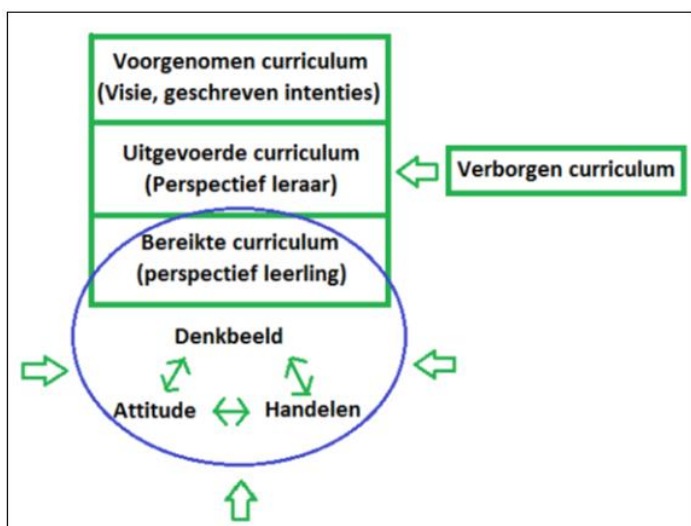 Voorgenomen curriculum
(Visie, geschreven intenties)
Uitgevoerde curriculum
(Perspectief leraar)
Verborgen curriculum
Bereikte curriculum
(perspectief leerling)
Denkbeeld
Attitude
Handelen